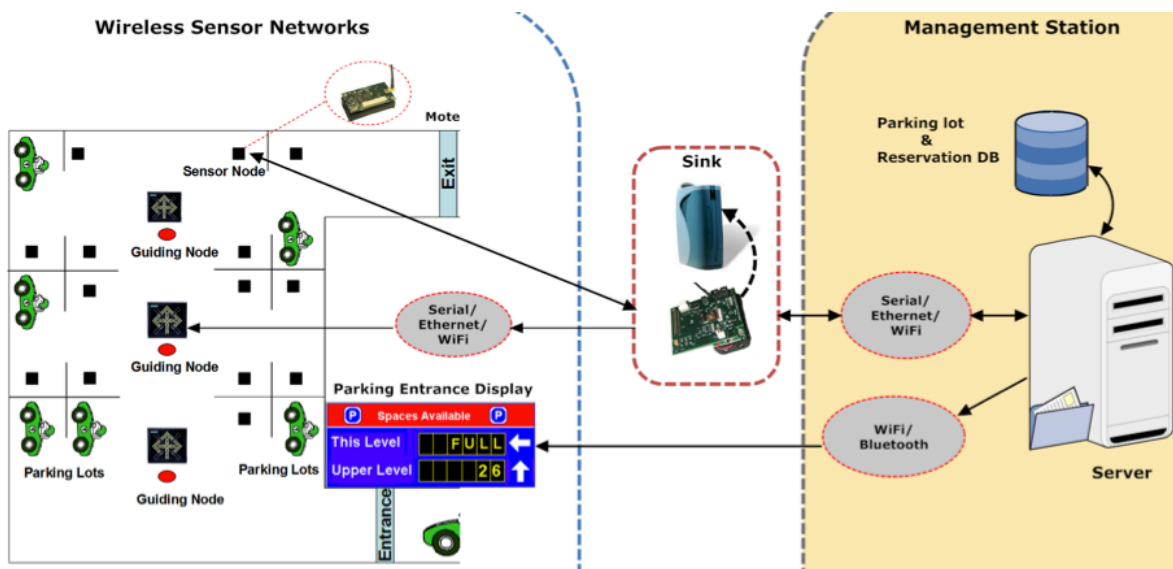 Wireless Sensor Networks
Management Station
Mote
Sensor Node
Exit
Sink
Parking lot
&
Reservation DB
Guiding Node
Serial/
Ethernet/
WiFi
Serial/
Ethernet/
WiFi
Guiding Node
Parking Entrance Display
P Spaces Available P
This Level FULL
Upper Level 26
WiFi/
Bluetooth
Parking Lots
Parking Lots
Guiding Node
Server
Entrance